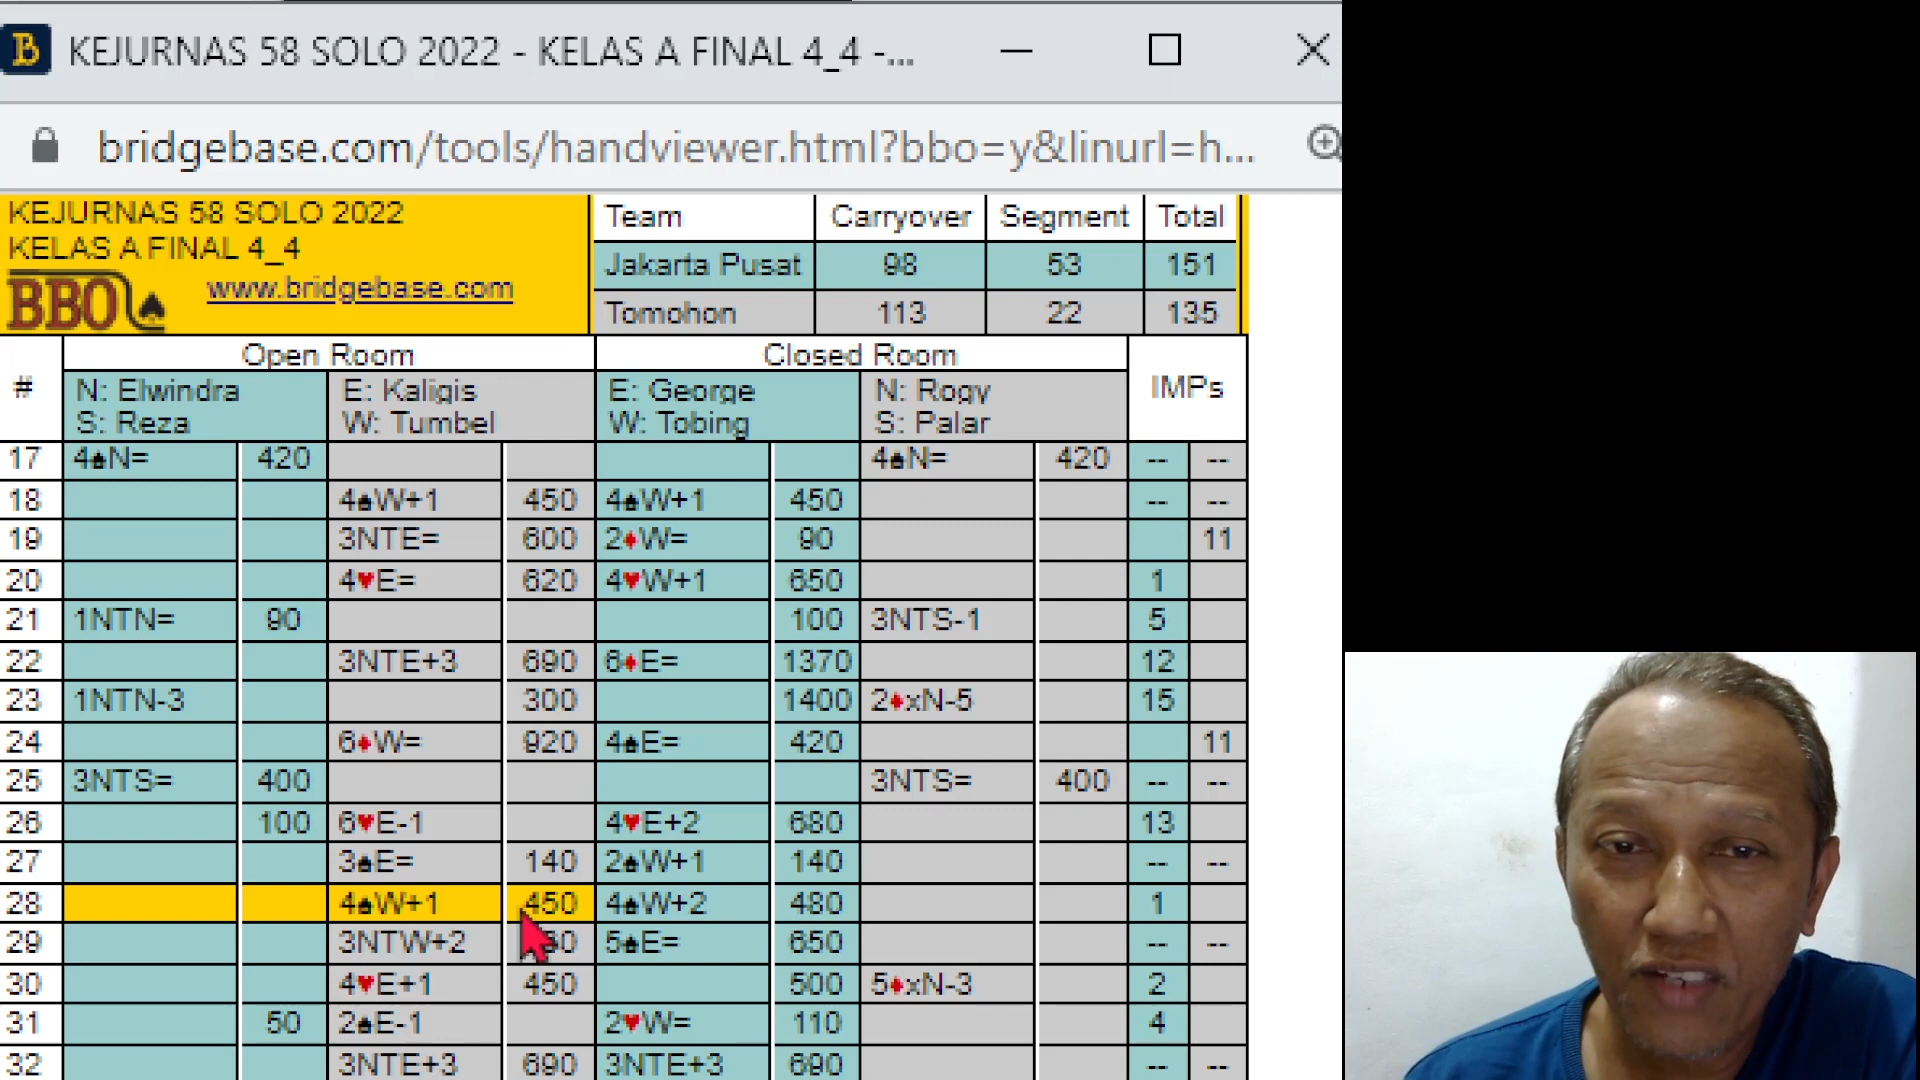 KEJURNAS 58 SOLO 2022 - KELAS A FINAL 4_4 -...
bridgebase.com/tools/handviewer.html?bbo=y&linurl=h...
KEJURNAS 58 SOLO 2022
KELAS A FINAL 4_4
BBO www.bridgebase.com
Team Carryover Segment Total
Jakarta Pusat 98 53 151
Tomohon 113 22 135
# Open Room Closed Room IMPs
N: Elwindra E: Kaligis E: George N: Rogy
S: Reza W: Tumbel W: Tobing S: Palar
17 4♠N= 420 4♠N= 420 -- --
18 4♠W+1 450 4♠W+1 450 -- --
19 3NTE= 600 2♦W= 90 11
20 4♥E= 620 4♥W+1 650 1
21 1NTN= 90 100 3NTS-1 5
22 3NTE+3 690 6♦E= 1370 12
23 1NTN-3 300 1400 2♦xN-5 15
24 6♦W= 920 4♠E= 420 11
25 3NTS= 400 3NTS= 400 -- --
26 100 6♥E-1 4♥E+2 680 13
27 3♠E= 140 2♠W+1 140 -- --
28 4♠W+1 450 4♠W+2 480 1
29 3NTW+2 5♠E= 650 -- --
30 4♥E+1 450 500 5♦xN-3 2
31 50 2♠E-1 2♥W= 110 4
32 3NTE+3 690 3NTE+3 690 -- --